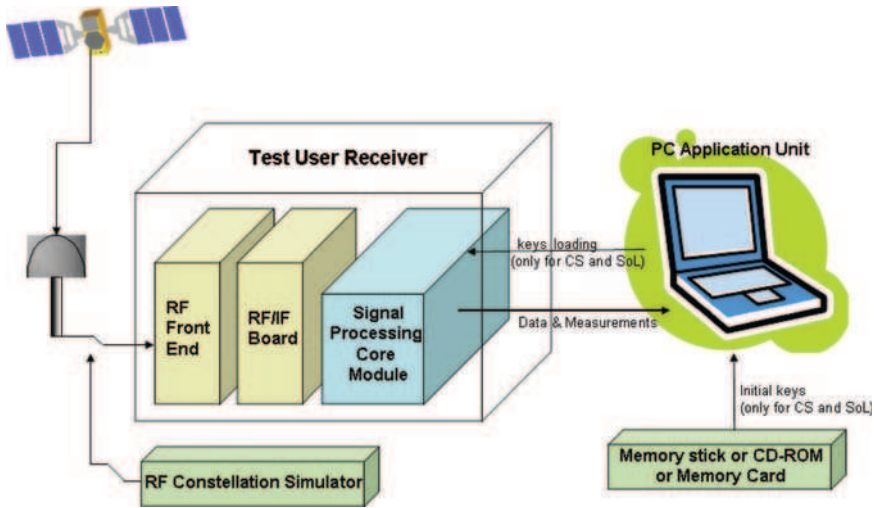 Test User Receiver
PC Application Unit
RF
Front
End
RF/IF
Board
Signal
Processing
Core
Module
keys loading
(only for CS and SoL)
Data & Measurements
Initial keys
(only for CS and SoL)
Memory stick or CD-ROM
or Memory Card
RF Constellation Simulator